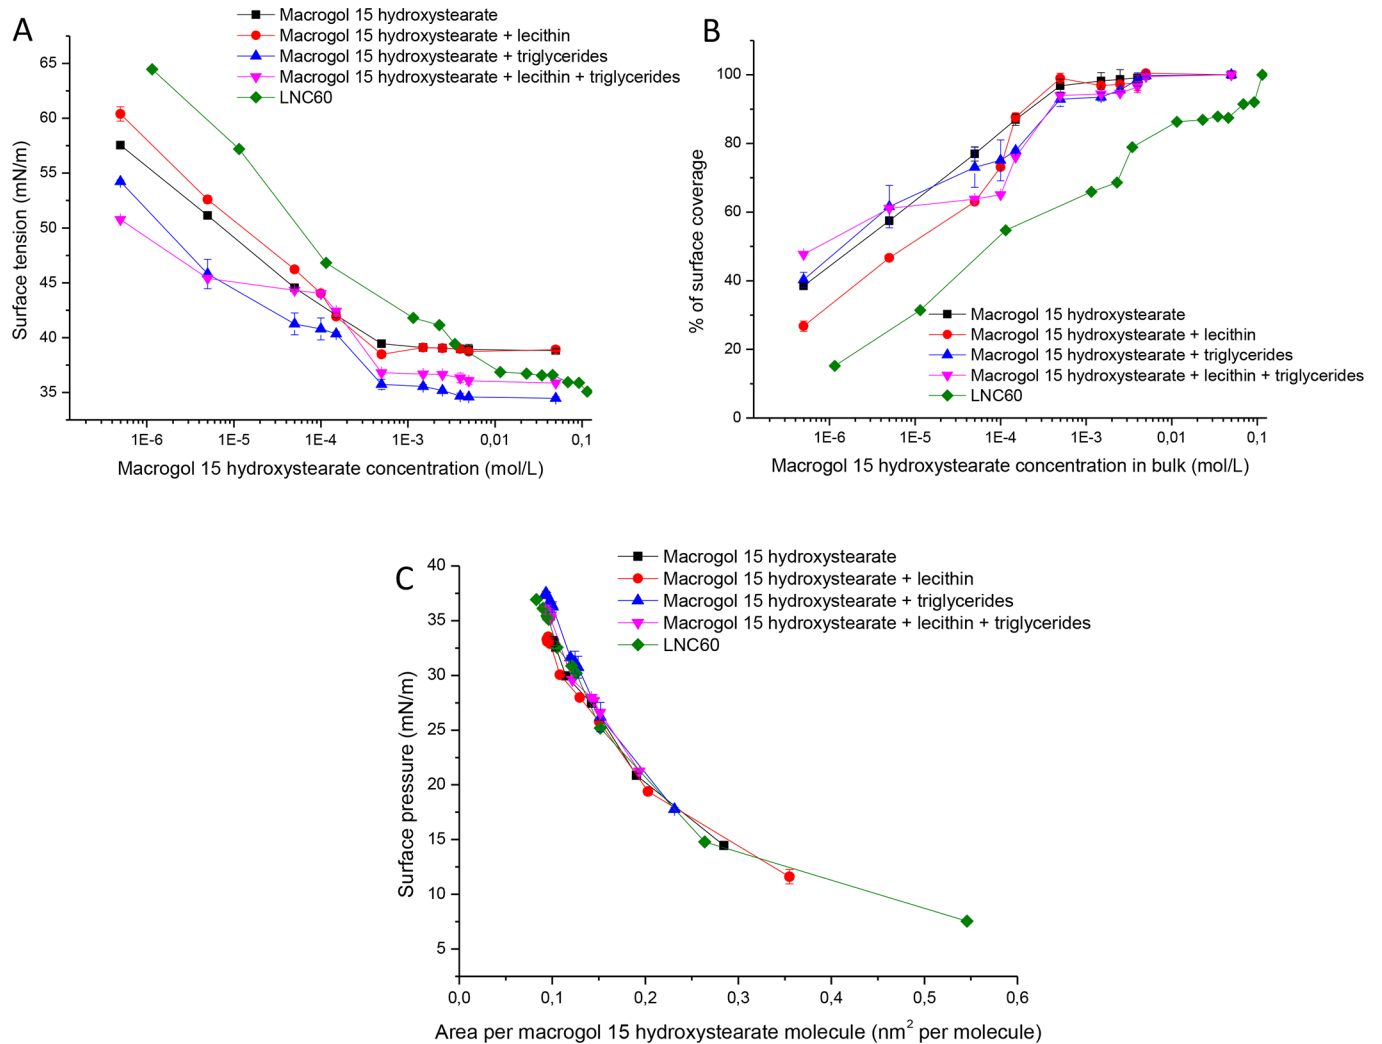 A
Macrogol 15 hydroxystearate
Macrogol 15 hydroxystearate + lecithin
Macrogol 15 hydroxystearate + triglycerides
Macrogol 15 hydroxystearate + lecithin + triglycerides
LNC60
Surface tension (mN/m)
65
60
55
50
45
40
35
1E-6 1E-5 1E-4 1E-3 0,01 0,1
Macrogol 15 hydroxystearate concentration (mol/L)
B
% of surface coverage
100
80
60
40
20
0
Macrogol 15 hydroxystearate
Macrogol 15 hydroxystearate + lecithin
Macrogol 15 hydroxystearate + triglycerides
Macrogol 15 hydroxystearate + lecithin + triglycerides
LNC60
1E-6 1E-5 1E-4 1E-3 0,01 0,1
Macrogol 15 hydroxystearate concentration in bulk (mol/L)
C
Macrogol 15 hydroxystearate
Macrogol 15 hydroxystearate + lecithin
Macrogol 15 hydroxystearate + triglycerides
Macrogol 15 hydroxystearate + lecithin + triglycerides
LNC60
Surface pressure (mN/m)
40
35
30
25
20
15
10
5
0,0 0,1 0,2 0,3 0,4 0,5 0,6
Area per macrogol 15 hydroxystearate molecule (nm² per molecule)